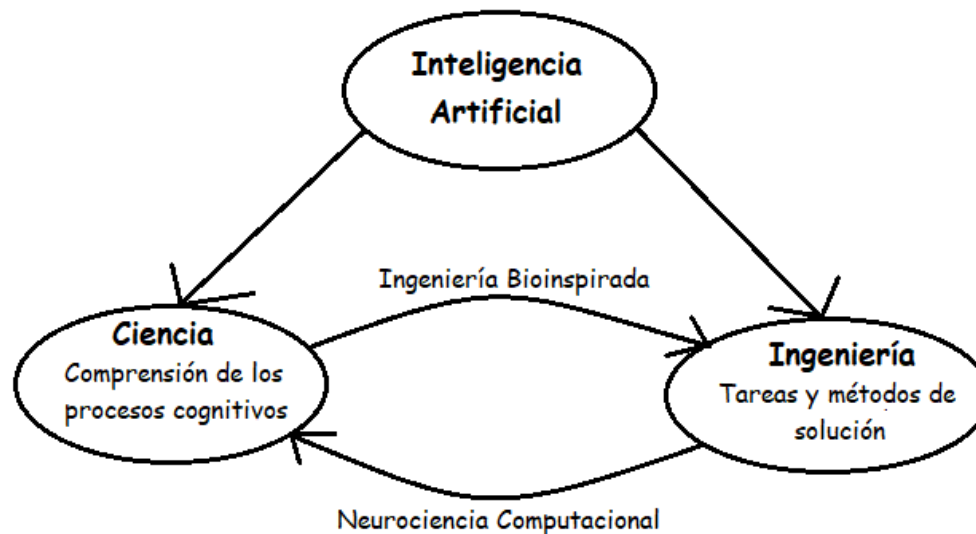 Inteligencia
Artificial
Ingeniería Bioinspirada
Ciencia
Comprensión de los
procesos cognitivos
Ingeniería
Tareas y métodos de
solución
Neurociencia Computacional